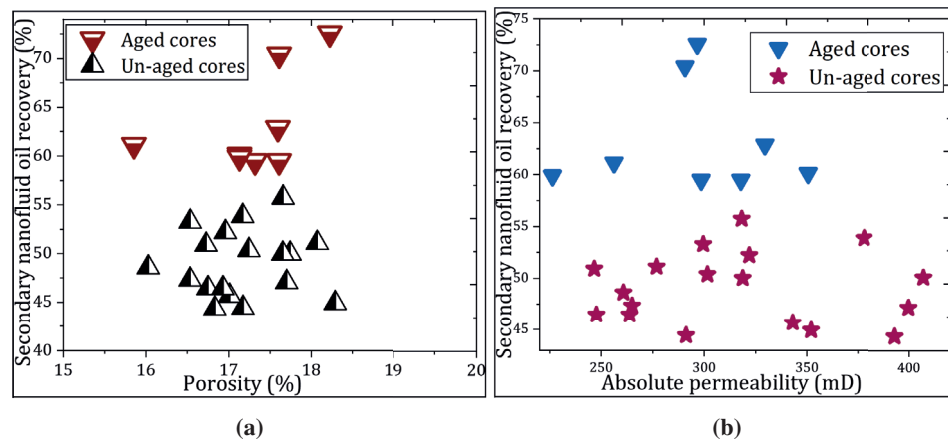 Secondary nanofluid oil recovery (%)
70
65
60
55
50
45
40
Aged cores
Un-aged cores
15
16
17
18
19
20
Porosity (%)
(a)
Secondary nanofluid oil recovery (%)
75
70
65
60
55
50
45
Aged cores
Un-aged cores
250
300
350
400
Absolute permeability (mD)
(b)